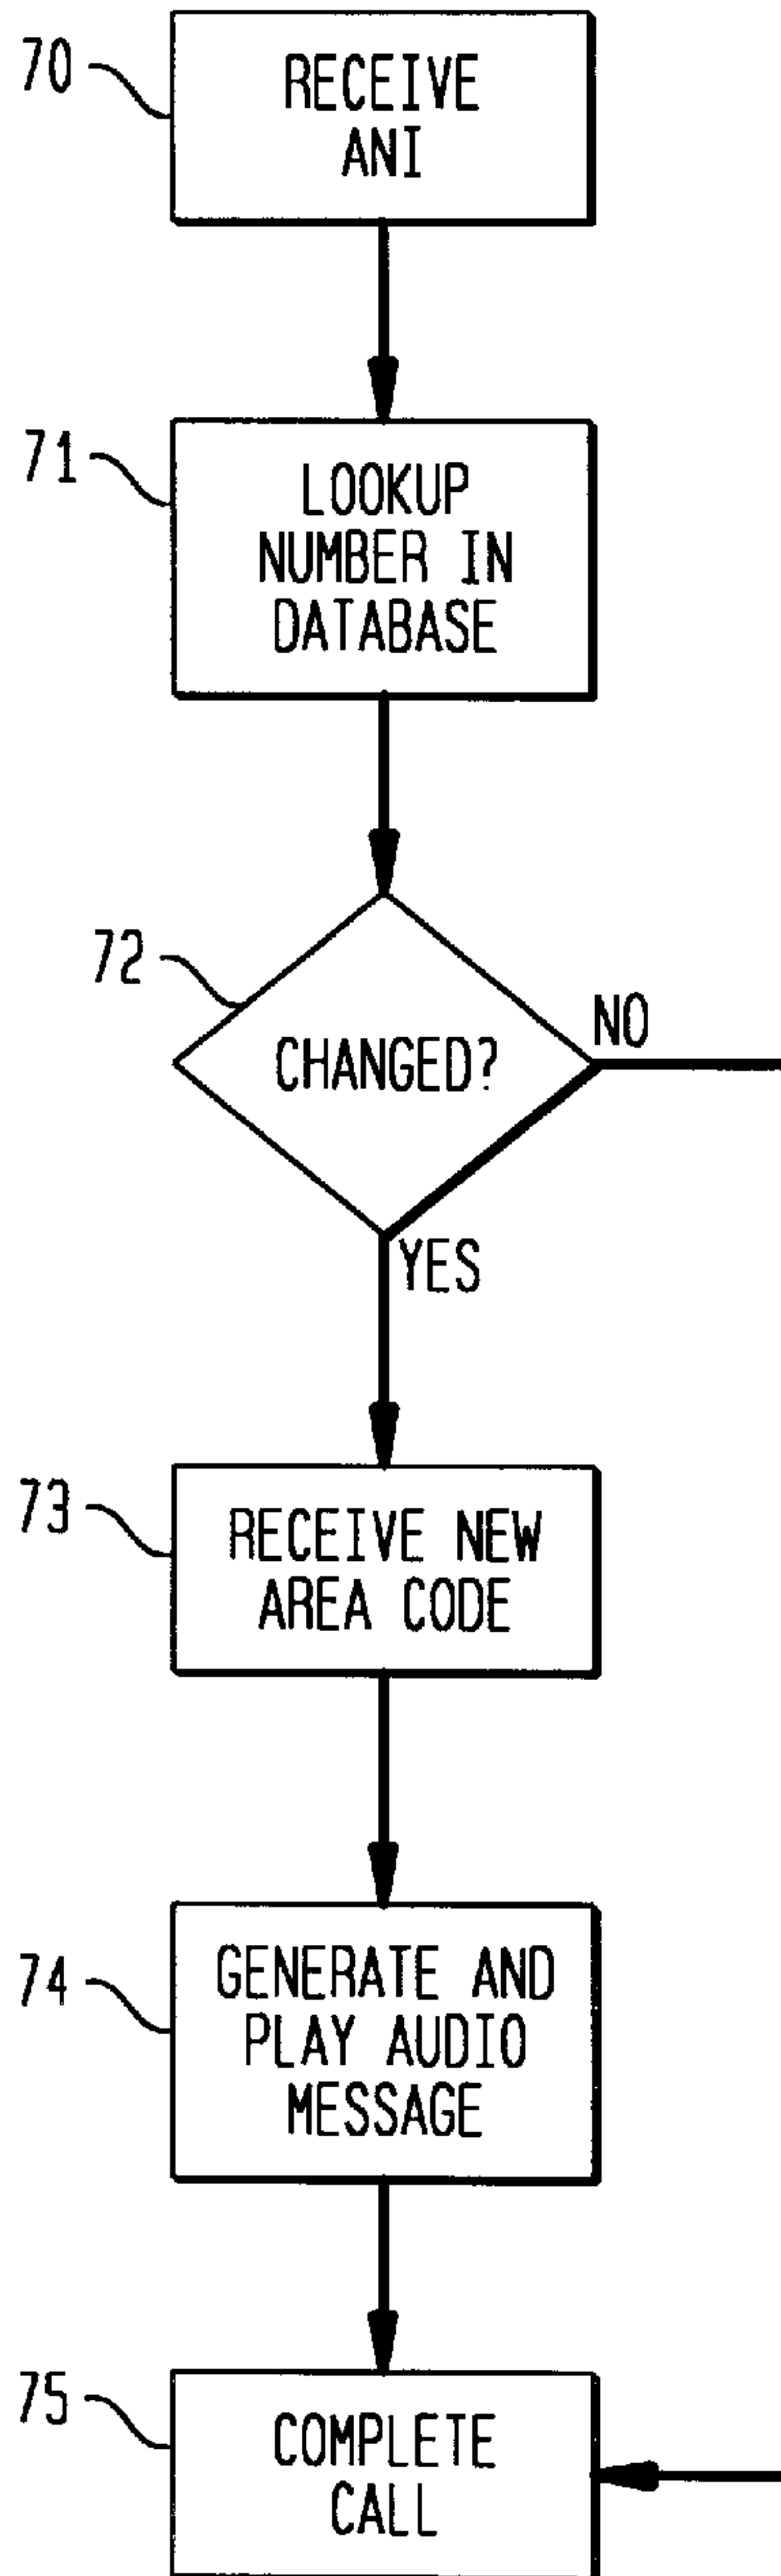 70
RECEIVE
ANI
71
LOOKUP
NUMBER IN
DATABASE
72
CHANGED?
NO
YES
73
RECEIVE NEW
AREA CODE
74
GENERATE AND
PLAY AUDIO
MESSAGE
75
COMPLETE
CALL